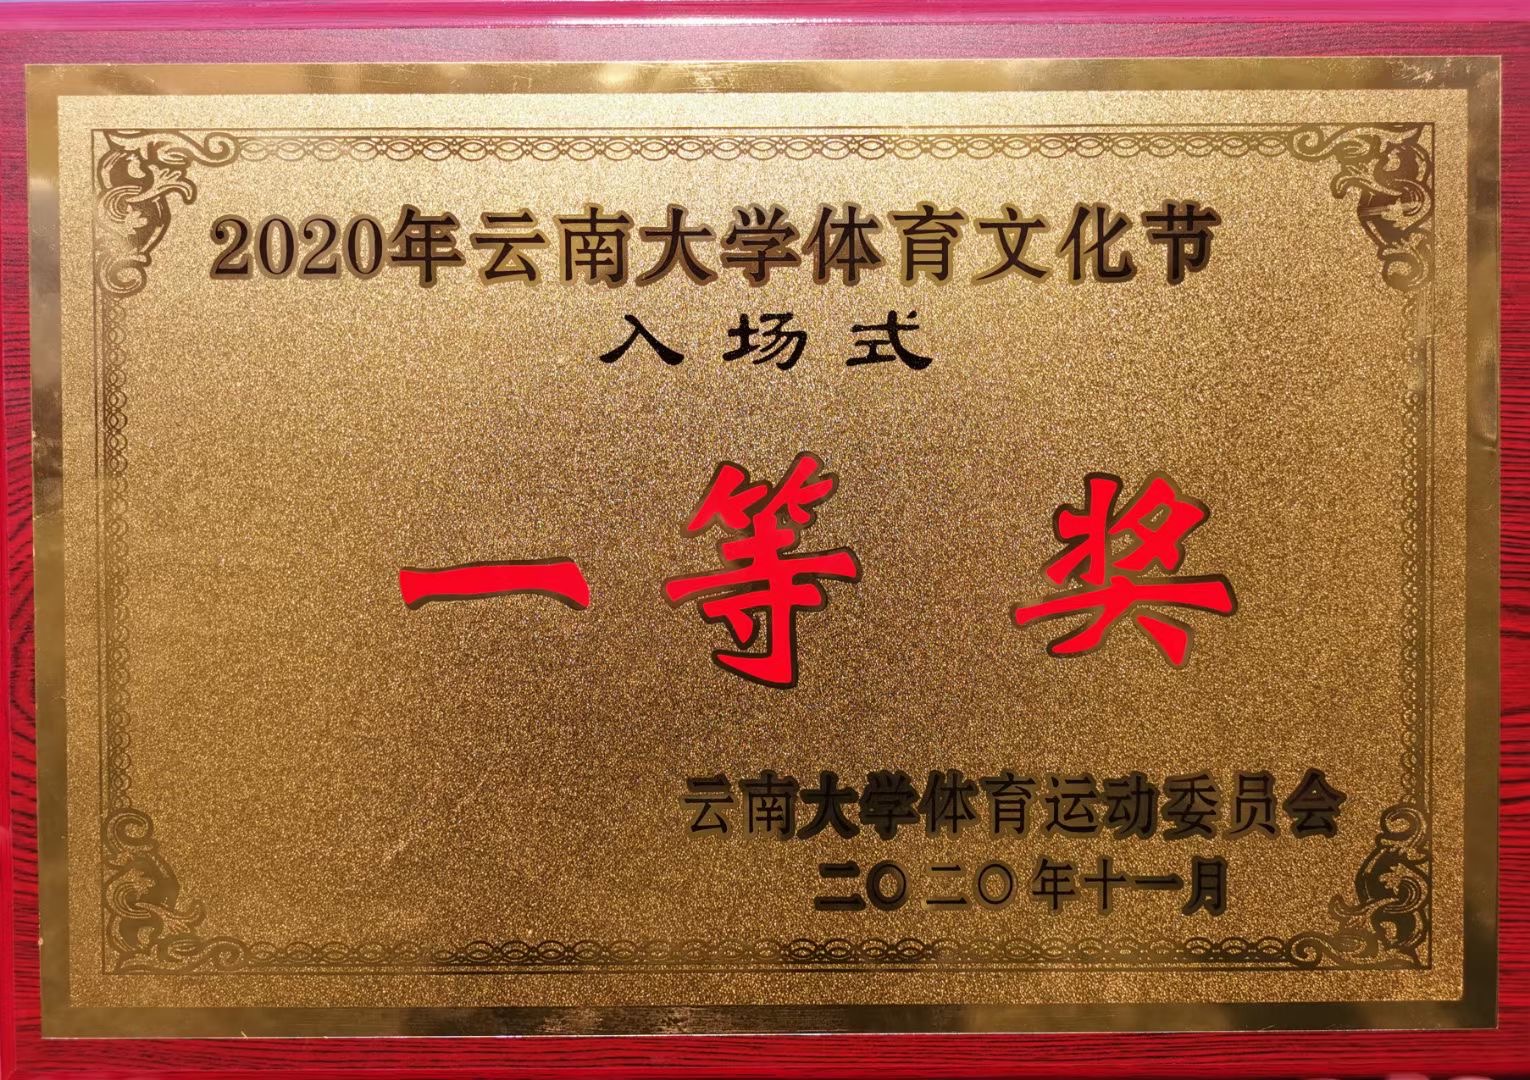 2020年云南大学体育文化节
入场式
一等奖
云南大学体育运动委员会
二〇二〇年十一月